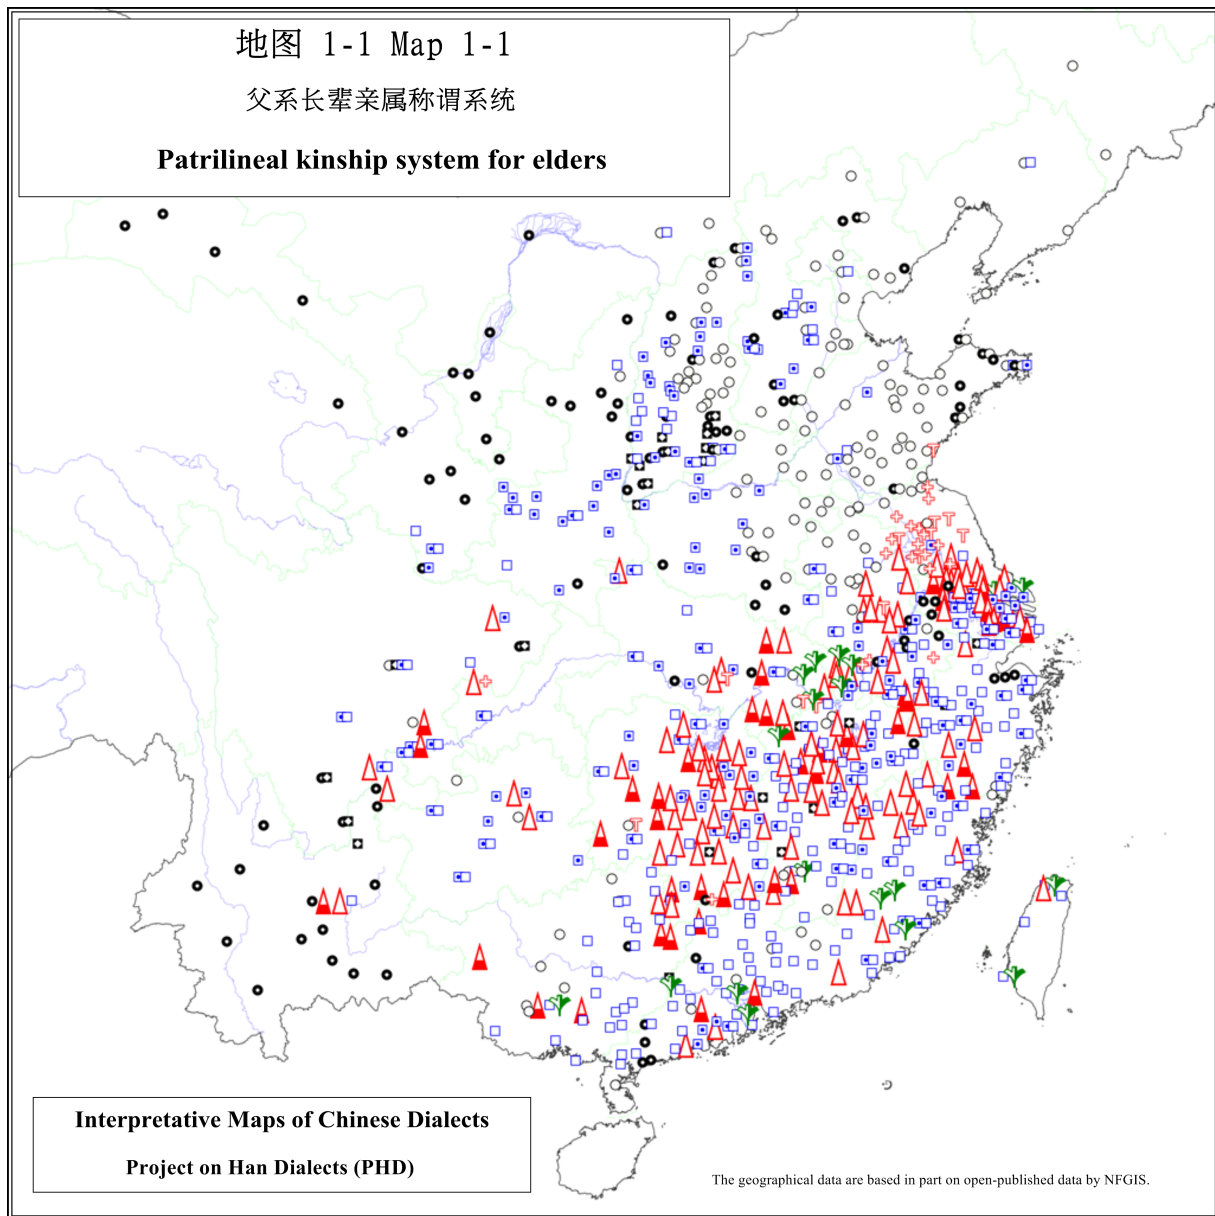 地图 1-1 Map 1-1
父系长辈亲属称谓系统
Patrilineal kinship system for elders
Interpretative Maps of Chinese Dialects
Project on Han Dialects (PHD)
The geographical data are based in part on open-published data by NFGIS.